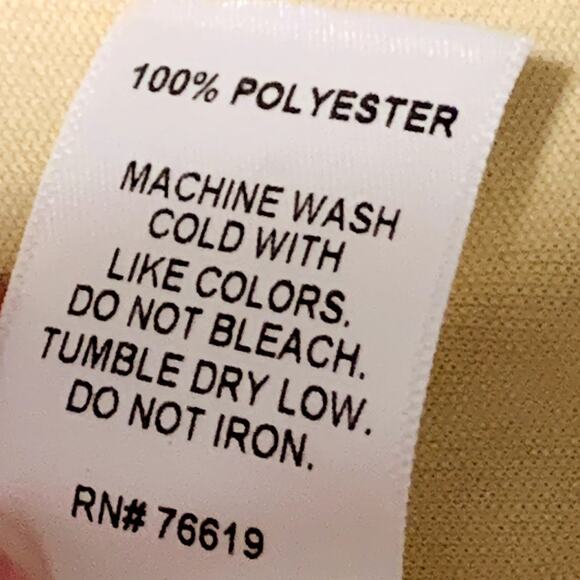 100% POLYESTER
MACHINE WASH
COLD WITH
LIKE COLORS.
DO NOT BLEACH.
TUMBLE DRY LOW.
DO NOT IRON.
RN# 76619